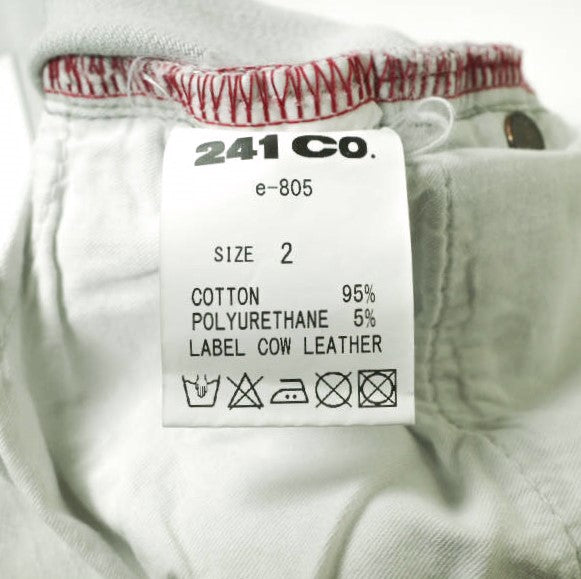 241 CO.
e-805
SIZE 2
COTTON 95%
POLYURETHANE 5%
LABEL COW LEATHER